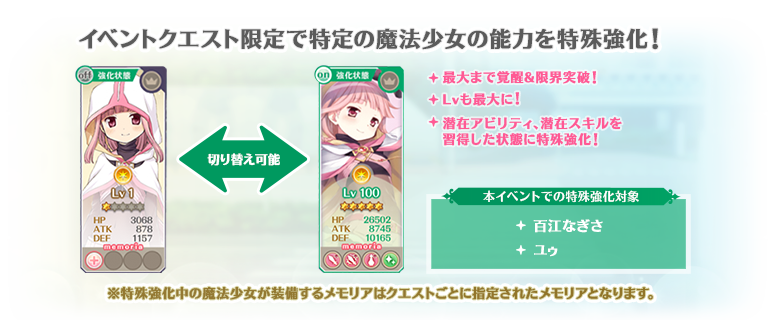 イベントクエスト限定で特定の魔法少女の能力を特殊強化！
off 強化状態
Lv 1
HP 3068
ATK 878
DEF 1157
memoria
切り替え可能
on 強化状態
Lv 100
HP 26502
ATK 8745
DEF 10165
memoria
最大まで覚醒&限界突破！
Lvも最大に！
潜在アビリティ、潜在スキルを
習得した状態に特殊強化！
本イベントでの特殊強化対象
百江なぎさ
ユゥ
※特殊強化中の魔法少女が装備するメモリアはクエストごとに指定されたメモリアとなります。